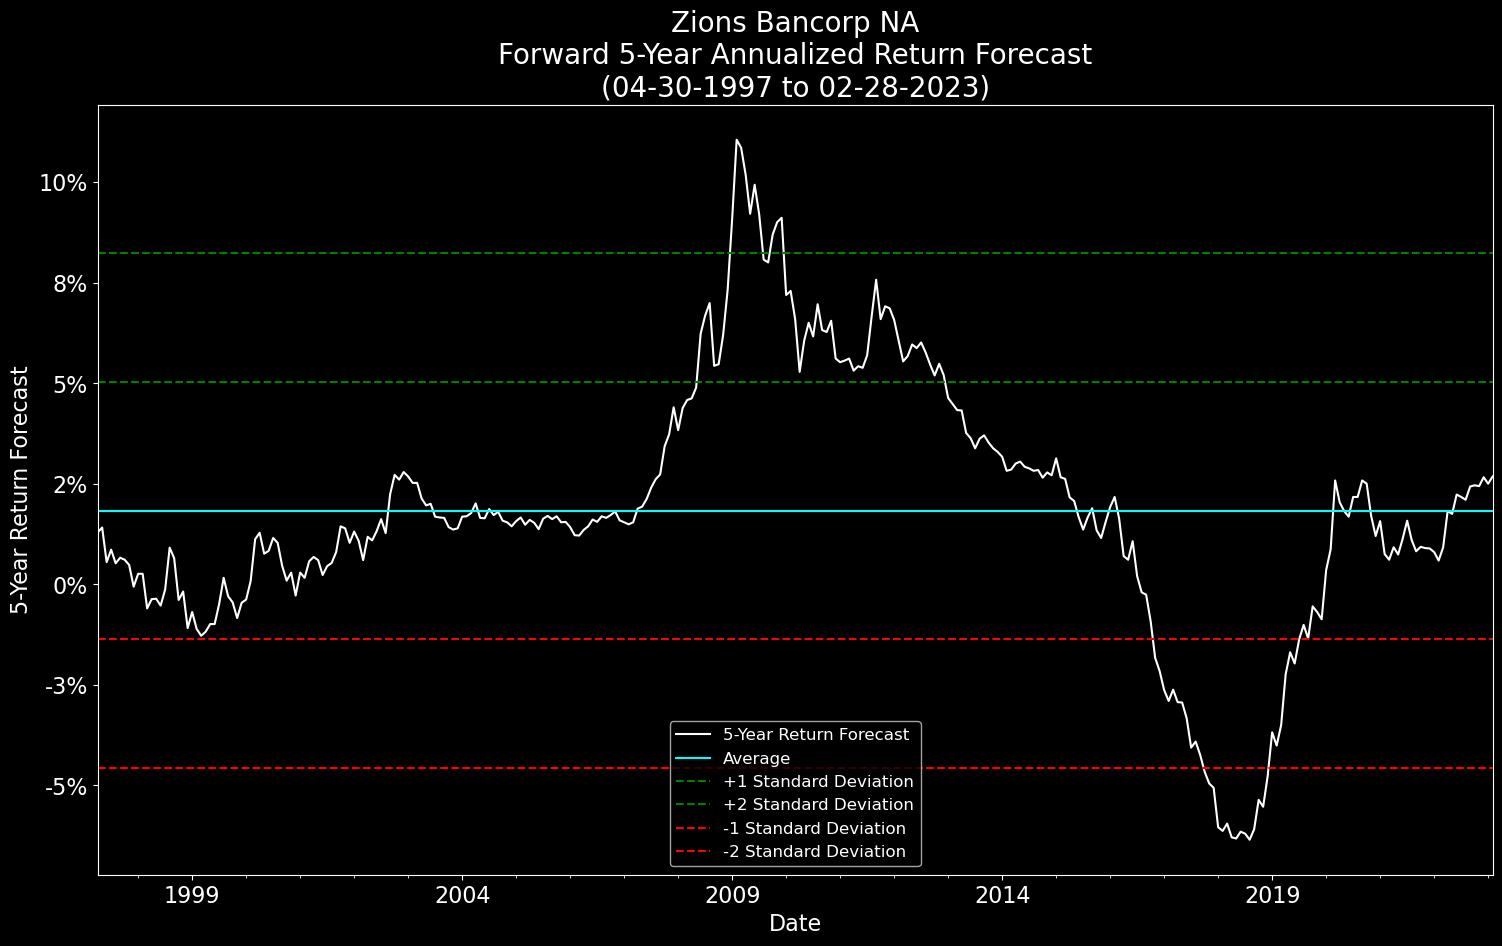 Zions Bancorp NA
Forward 5-Year Annualized Return Forecast
(04-30-1997 to 02-28-2023)
5-Year Return Forecast
10%
8%
5%
2%
0%
-3%
-5%
5-Year Return Forecast
Average
+1 Standard Deviation
+2 Standard Deviation
-1 Standard Deviation
-2 Standard Deviation
1999 2004 2009 2014 2019
Date